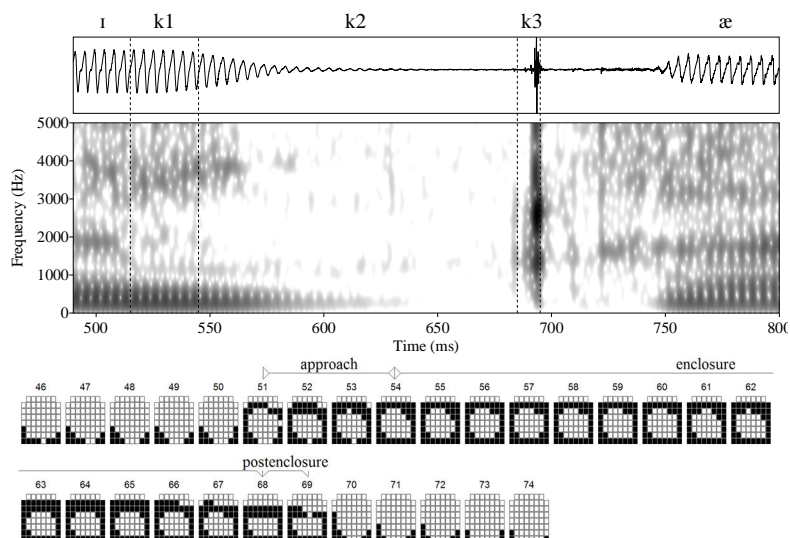 ɪ k1 k2 k3 æ
5000
4000
3000
2000
1000
0
Frequency (Hz)
500 550 600 650 700 750 800
Time (ms)
approach enclosure
46 47 48 49 50 51 52 53 54 55 56 57 58 59 60 61 62
postenclosure
63 64 65 66 67 68 69 70 71 72 73 74